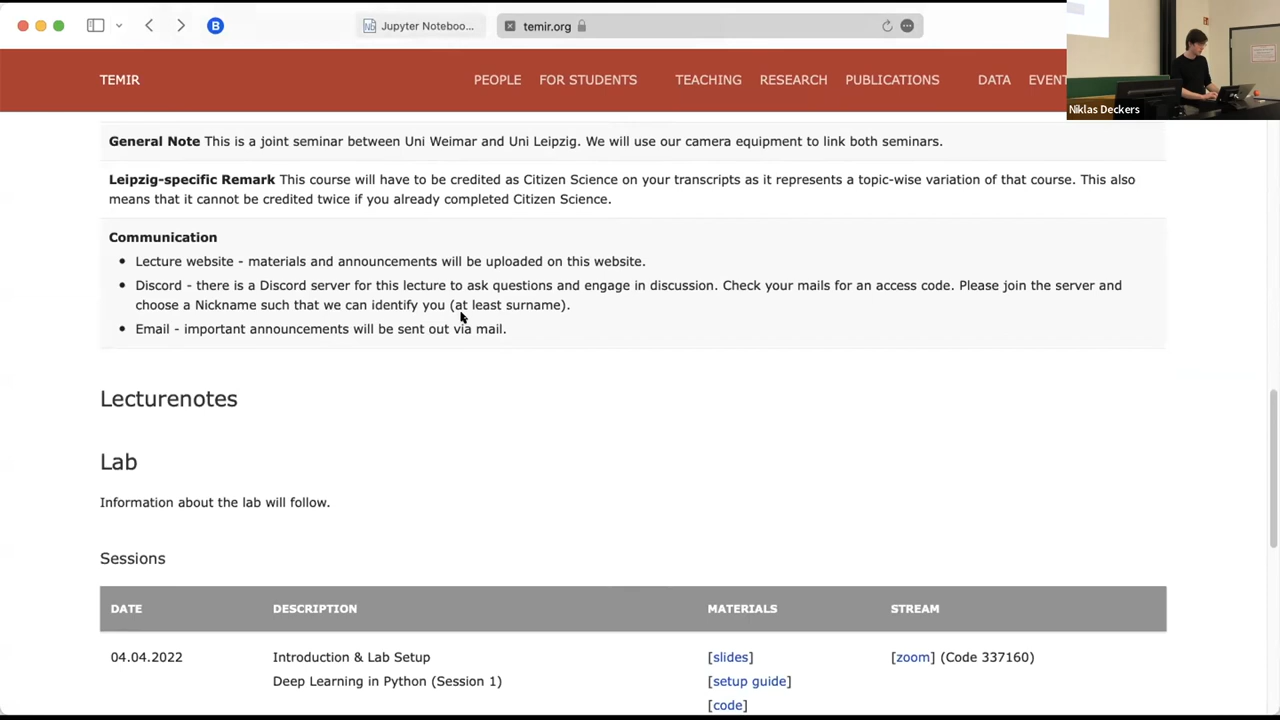 Jupyter Noteboo...
temir.org
TEMIR
PEOPLE
FOR STUDENTS
TEACHING
RESEARCH
PUBLICATIONS
DATA
EVENT
Niklas Deckers
General Note This is a joint seminar between Uni Weimar and Uni Leipzig. We will use our camera equipment to link both seminars.
Leipzig-specific Remark This course will have to be credited as Citizen Science on your transcripts as it represents a topic-wise variation of that course. This also
means that it cannot be credited twice if you already completed Citizen Science.
Communication
• Lecture website - materials and announcements will be uploaded on this website.
• Discord - there is a Discord server for this lecture to ask questions and engage in discussion. Check your mails for an access code. Please join the server and
choose a Nickname such that we can identify you (at least surname).
• Email - important announcements will be sent out via mail.
Lecturenotes
Lab
Information about the lab will follow.
Sessions
DATE DESCRIPTION MATERIALS STREAM
04.04.2022 Introduction & Lab Setup [slides] [zoom] (Code 337160)
Deep Learning in Python (Session 1) [setup guide]
[code]